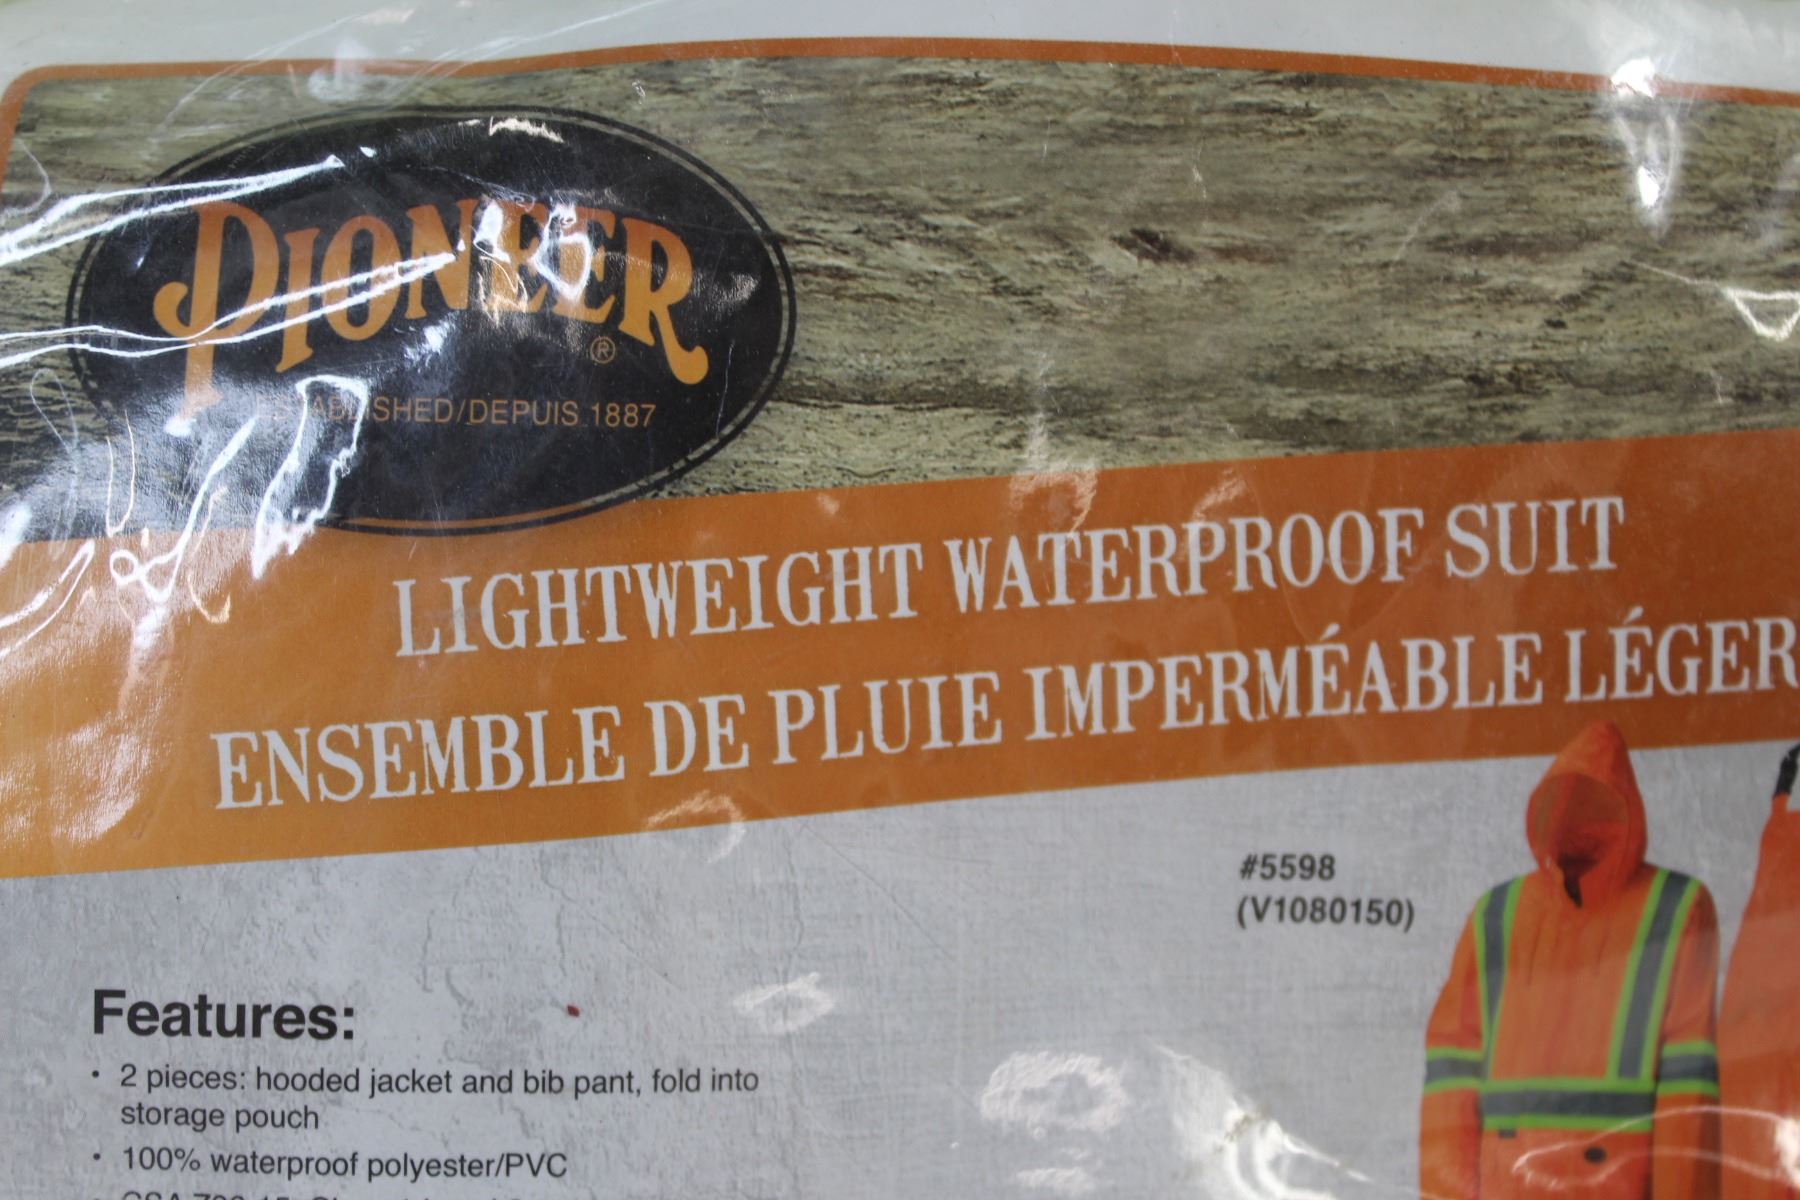 PIONEER
®
ESTABLISHED/DEPUIS 1887
LIGHTWEIGHT WATERPROOF SUIT
ENSEMBLE DE PLUIE IMPERMÉABLE LÉGER
#5598
(V1080150)
Features:
• 2 pieces: hooded jacket and bib pant, fold into
storage pouch
• 100% waterproof polyester/PVC